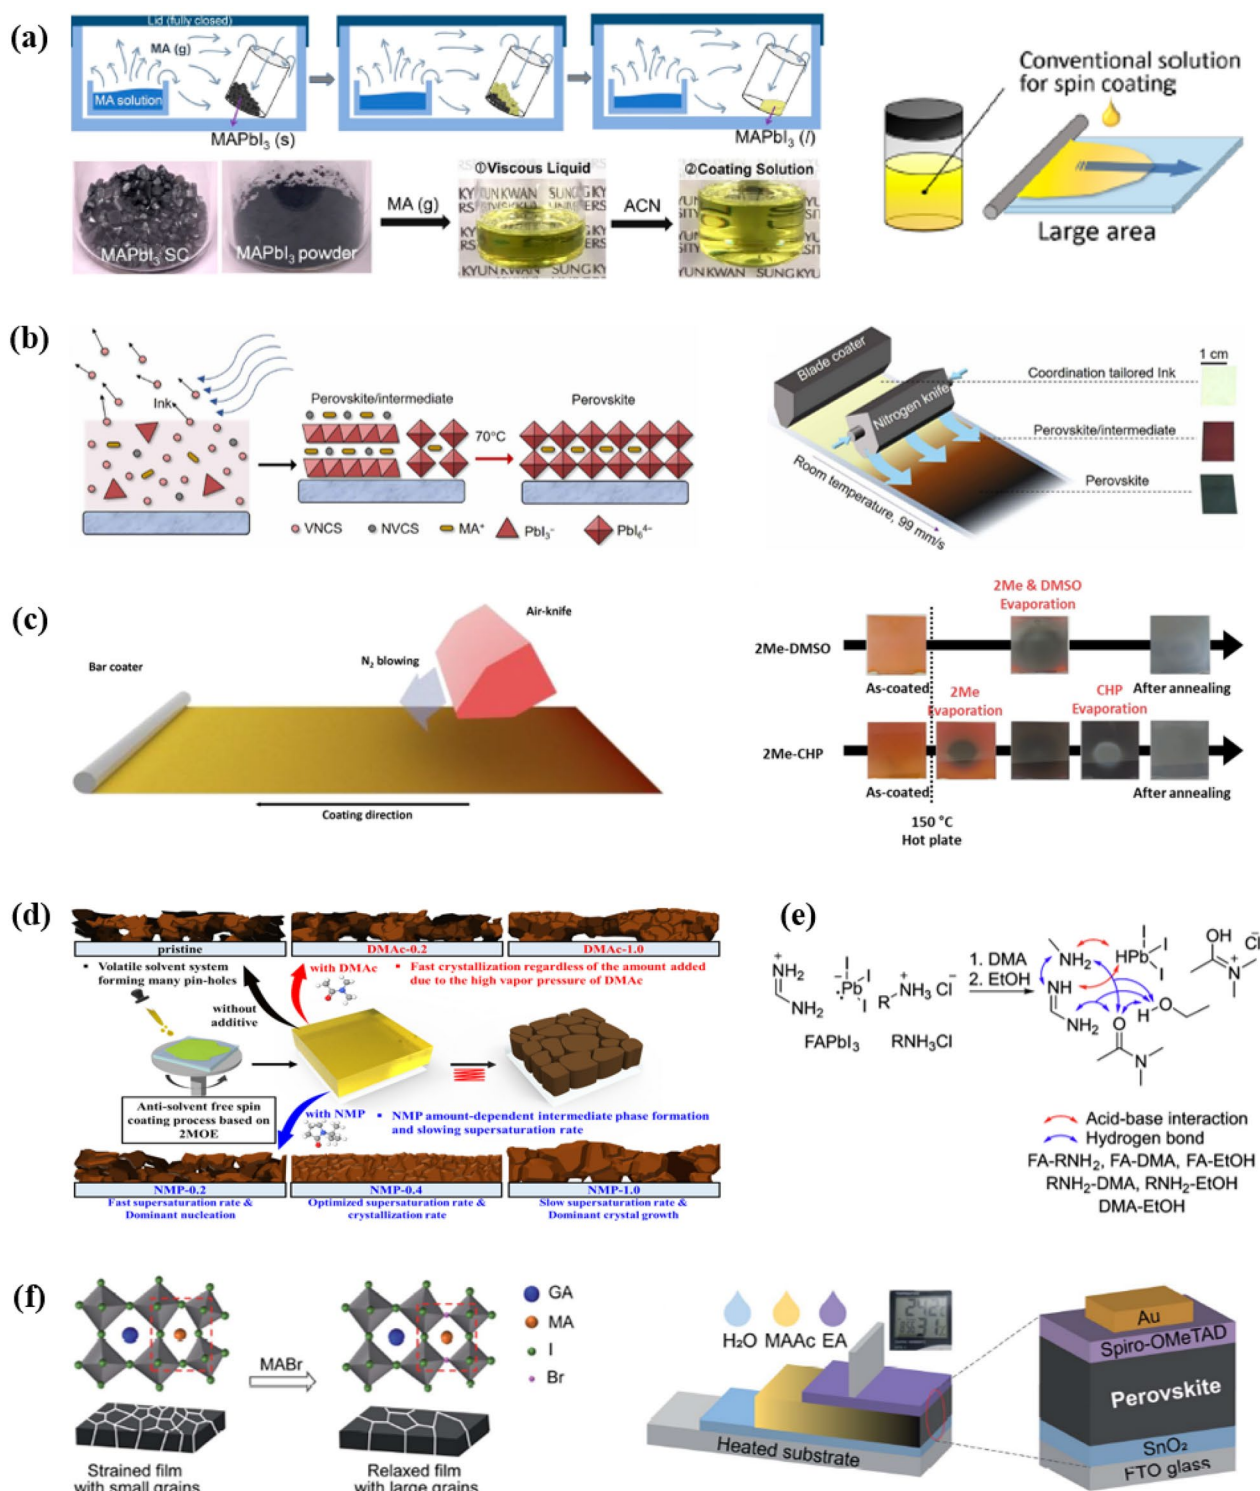 (a)
Lid (fully closed)
MA (g)
MA solution
MAPbI₃ (s)
MAPbI₃ (l)
MAPbI₃ SC
MAPbI₃ powder
MA (g)
①Viscous Liquid
ACN
②Coating Solution
Conventional solution
for spin coating
Large area
(b)
Ink
Perovskite/intermediate
70°C
Perovskite
VNCS
NVCS
MA⁺
PbI₃⁻
PbI₆⁴⁻
Blade coater
Nitrogen knife
Room temperature, 99 mm/s
Coordination tailored Ink
Perovskite/intermediate
Perovskite
1 cm
(c)
Bar coater
N₂ blowing
Air-knife
Coating direction
2Me & DMSO
Evaporation
2Me-DMSO
As-coated
After annealing
2Me
Evaporation
CHP
Evaporation
2Me-CHP
As-coated
After annealing
150 °C
Hot plate
(d)
pristine
DMAc-0.2
DMAc-1.0
▪ Volatile solvent system
forming many pin-holes
with DMAc
▪ Fast crystallization regardless of the amount added
due to the high vapor pressure of DMAc
without
additive
Anti-solvent free spin
coating process based on
2MOE
with NMP
▪ NMP amount-dependent intermediate phase formation
and slowing supersaturation rate
NMP-0.2
NMP-0.4
NMP-1.0
Fast supersaturation rate &
Dominant nucleation
Optimized supersaturation rate &
crystallization rate
Slow supersaturation rate &
Dominant crystal growth
(e)
FAPbI₃
RNH₃Cl
1. DMA
2. EtOH
Acid-base interaction
Hydrogen bond
FA-RNH₂, FA-DMA, FA-EtOH
RNH₂-DMA, RNH₂-EtOH
DMA-EtOH
(f)
GA
MA
I
Br
MABr
Strained film
with small grains
Relaxed film
with large grains
H₂O
MAAc
EA
Heated substrate
Au
Spiro-OMeTAD
Perovskite
SnO₂
FTO glass